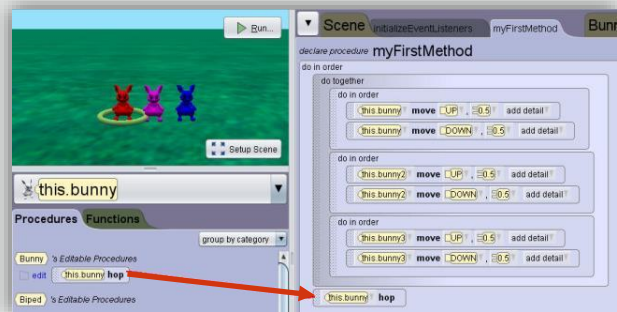 Run...
Setup Scene
this.bunny
Procedures Functions
group by category
Bunny 's Editable Procedures
edit this.bunny hop
Biped 's Editable Procedures
Scene initializeEventListeners myFirstMethod Bunn
declare procedure myFirstMethod
do in order
do together
do in order
this.bunny move UP , 0.5 add detail
this.bunny move DOWN , 0.5 add detail
do in order
this.bunny2 move UP , 0.5 add detail
this.bunny2 move DOWN , 0.5 add detail
do in order
this.bunny3 move UP , 0.5 add detail
this.bunny3 move DOWN , 0.5 add detail
this.bunny hop